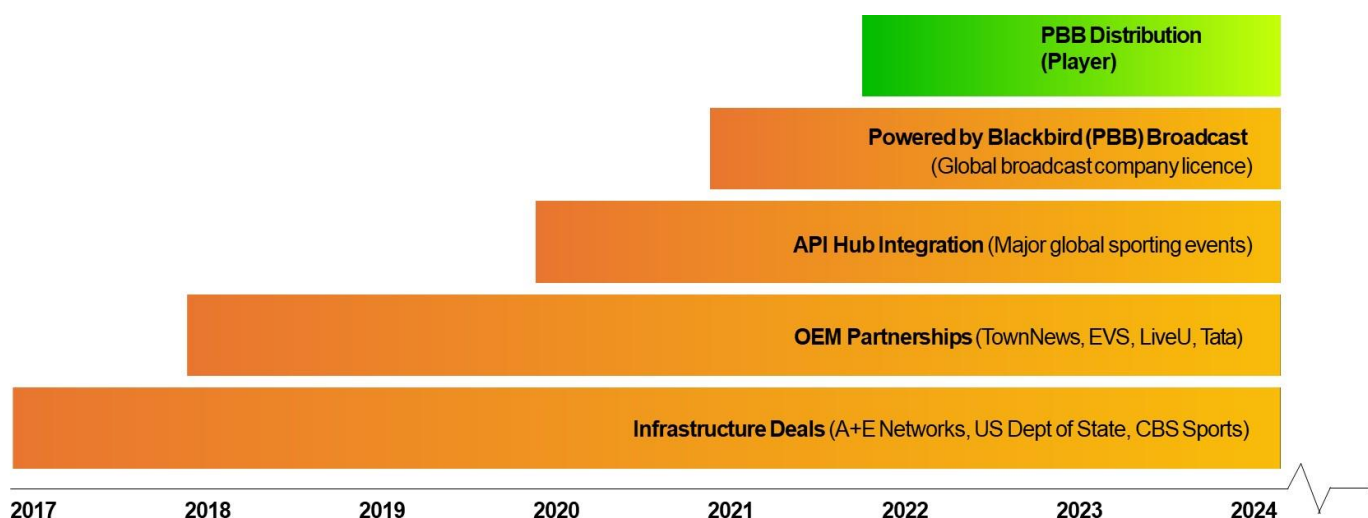 PBB Distribution
(Player)
Powered by Blackbird (PBB) Broadcast
(Global broadcast company licence)
API Hub Integration (Major global sporting events)
OEM Partnerships (TownNews, EVS, LiveU, Tata)
Infrastructure Deals (A+E Networks, US Dept of State, CBS Sports)
2017 2018 2019 2020 2021 2022 2023 2024